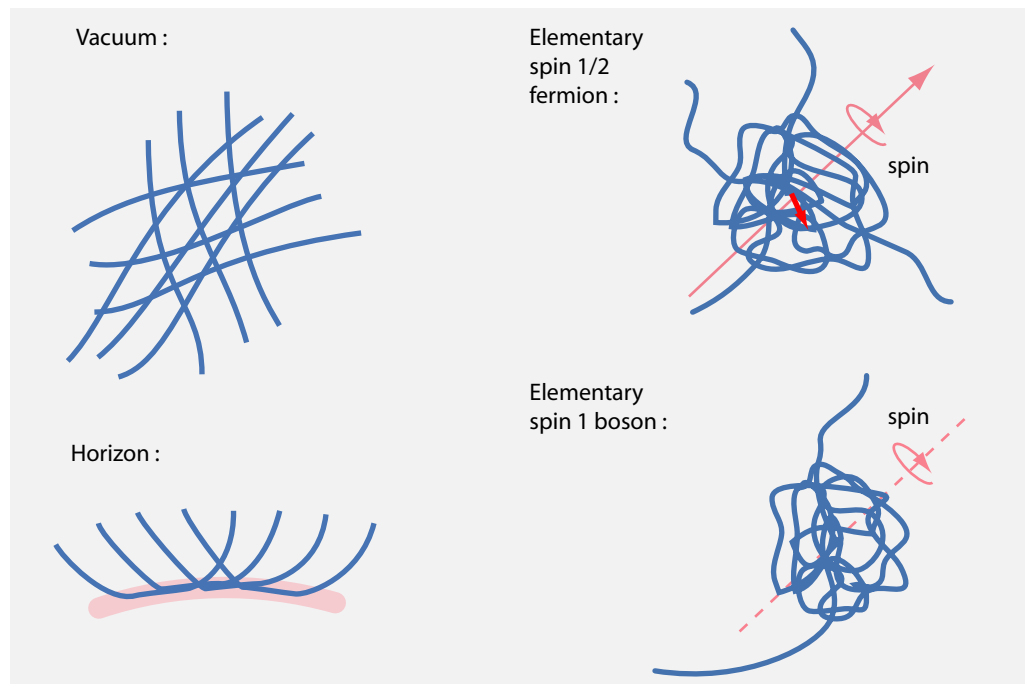 Vacuum :
Elementary
spin 1/2
fermion :
spin
Horizon :
Elementary
spin 1 boson :
spin